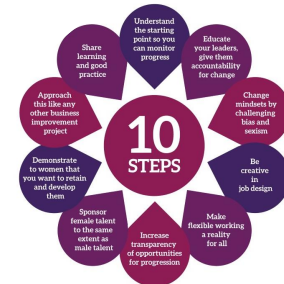 Understand
the starting
point so you
can monitor
progress
Educate
your leaders,
give them
accountability
for change
Change
mindsets by
challenging
bias and
sexism
Be
creative
in
job design
Make
flexible working
a reality
for all
Increase
transparency
of opportunities
for progression
Sponsor
female talent
to the same
extent as
male talent
Demonstrate
to women that
you want to retain
and develop
them
Approach
this like any
other business
improvement
project
Share
learning
and good
practice
10
STEPS